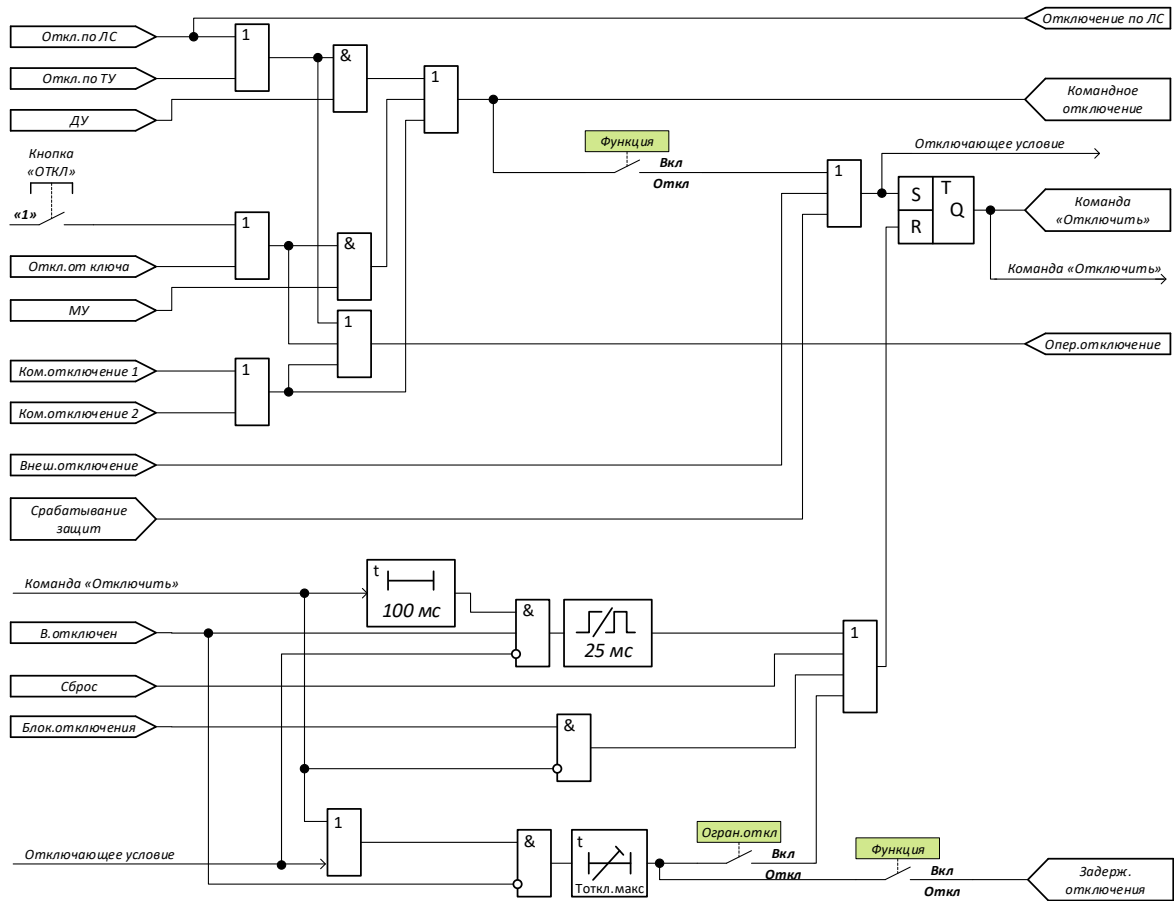 Откл.по ЛС
1
Отключение по ЛС
Откл.по ТУ
&
1
ДУ
Командное
отключение
Кнопка
«ОТКЛ»
Функция
Вкл
Откл
Отключающее условие
«1»
1
&
1
S
T
Q
R
Команда
«Отключить»
Откл.от ключа
Команда «Отключить»
МУ
1
Опер.отключение
Ком.отключение 1
1
Ком.отключение 2
Внеш.отключение
Срабатывание
защит
Команда «Отключить»
t
100 мс
&
В.отключен
25 мс
1
Сброс
Блок.отключения
&
1
&
t
Тоткл.макс
Огран.откл
Вкл
Откл
Функция
Вкл
Откл
Отключающее условие
Задерж.
отключения